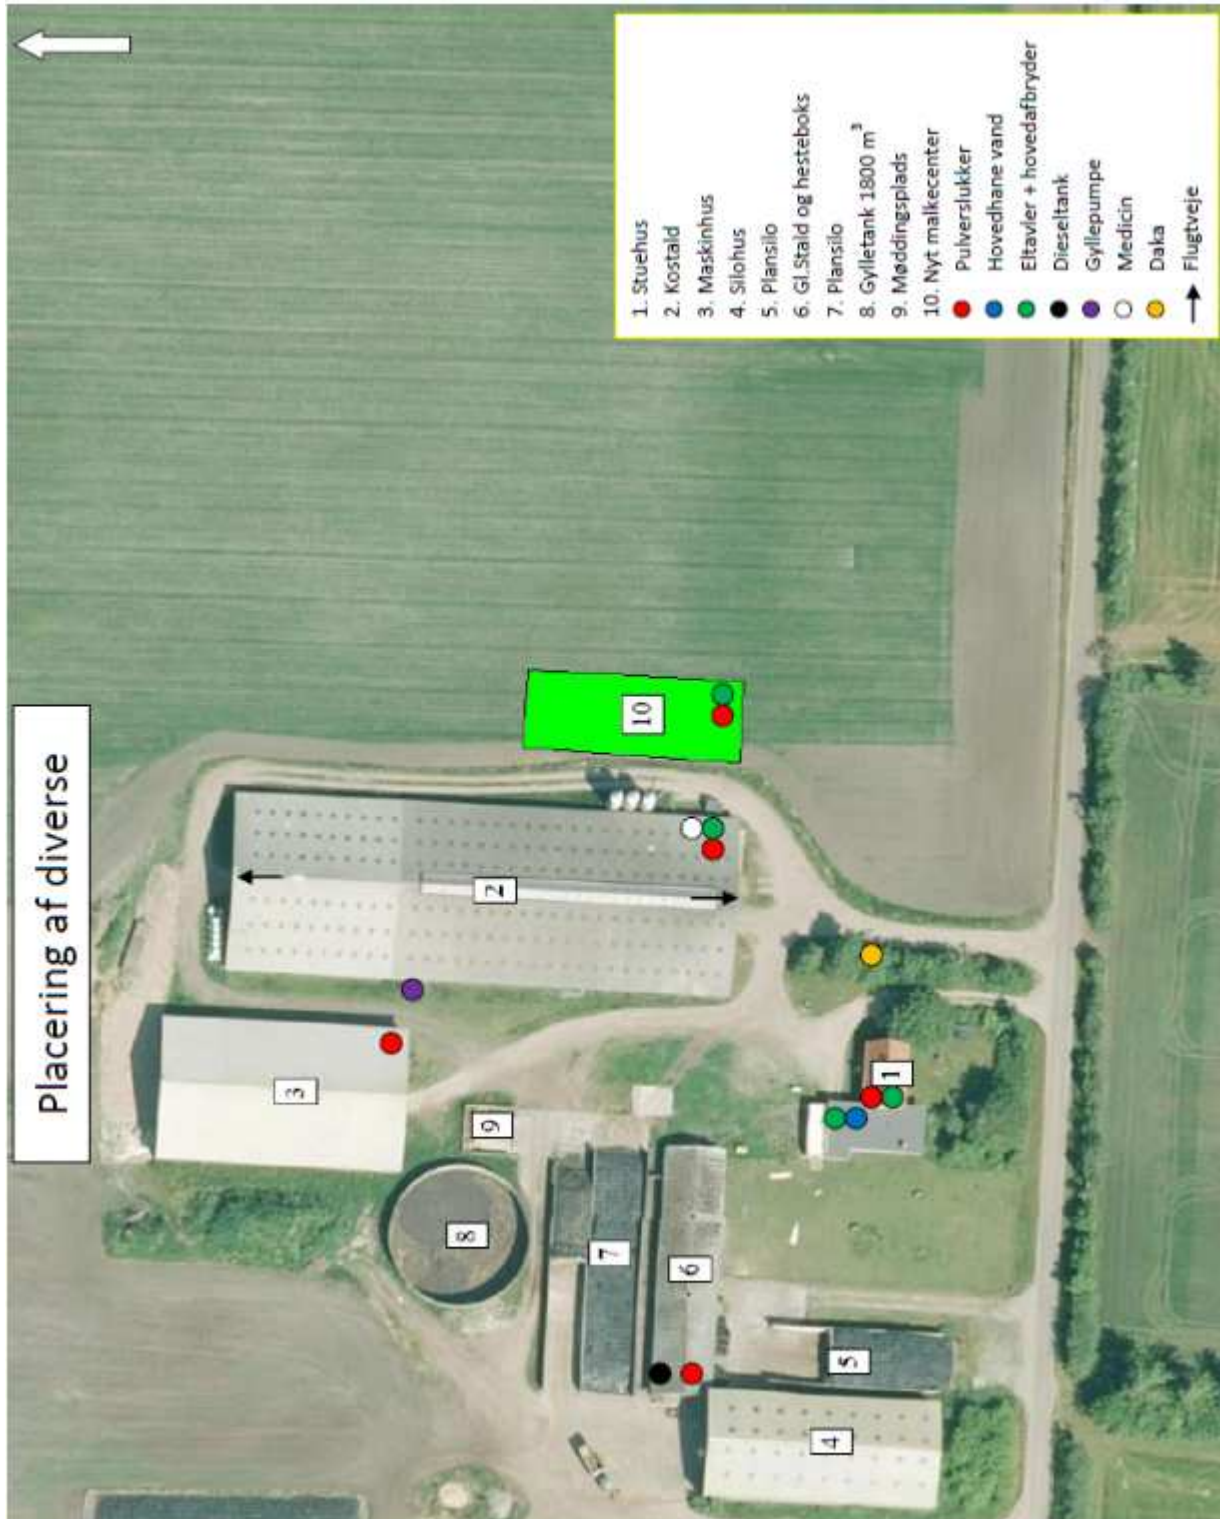 Placering af diverse
1. Stuehus
2. Kostald
3. Maskinhus
4. Silohus
5. Plansilo
6. Gl.Stald og hesteboks
7. Plansilo
8. Gylletank 1800 m³
9. Møddingsplads
10. Nyt malkecenter
Pulverslukker
Hovedhane vand
Eltavler + hovedafbryder
Dieseltank
Gyllepumpe
Medicin
Daka
Flugtveje
3
2
10
9
8
7
6
1
5
4